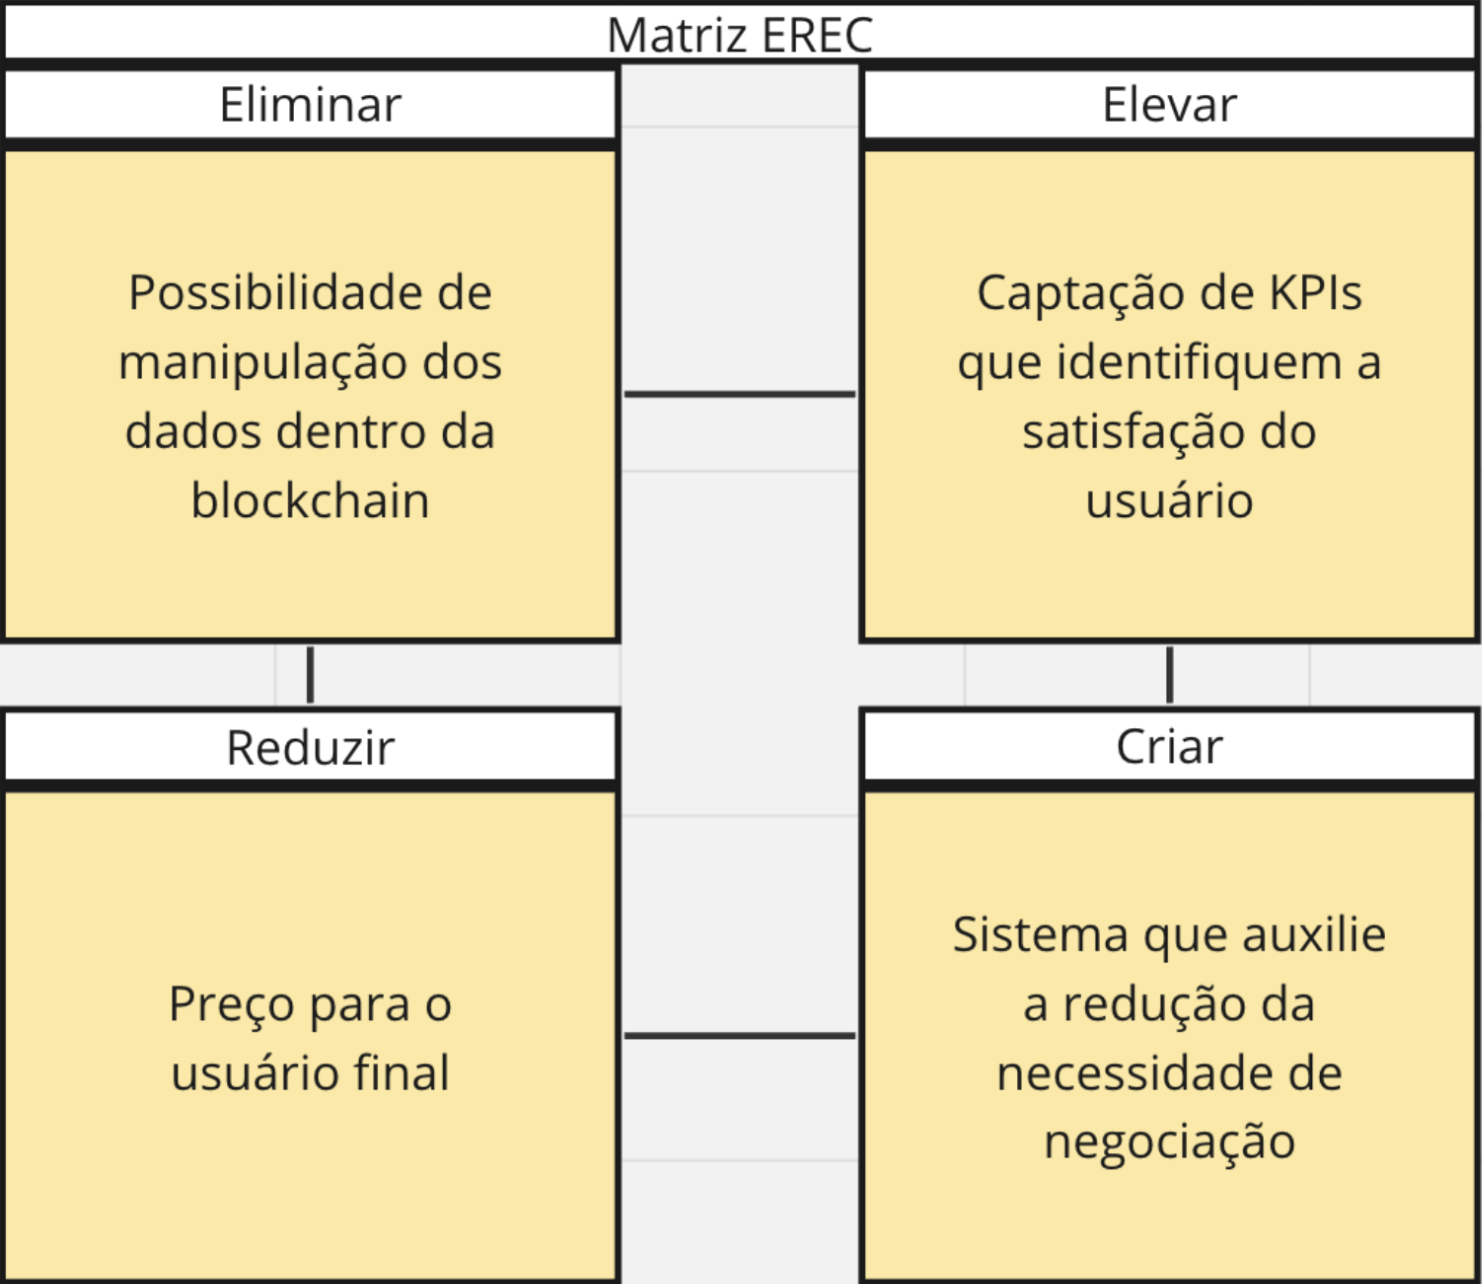 Matriz EREC
Eliminar
Possibilidade de
manipulação dos
dados dentro da
blockchain
Elevar
Captação de KPIs
que identifiquem a
satisfação do
usuário
Reduzir
Preço para o
usuário final
Criar
Sistema que auxilie
a redução da
necessidade de
negociação